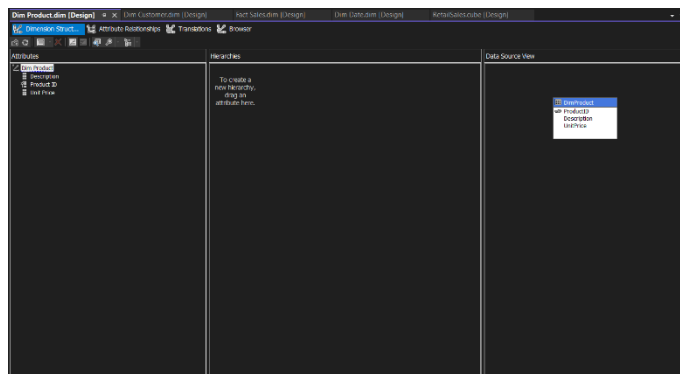 Dim Product.dim [Design] Dim Customer.dim [Design] Fact Sales.dim [Design] Dim Date.dim [Design] RetailSales.cube [Design]
Dimension Struct... Attribute Relationships Translations Browser
Attributes Hierarchies Data Source View
Dim Product
Description
Product ID
Unit Price
To create a
new hierarchy,
drag an
attribute here.
DimProduct
ProductID
Description
UnitPrice